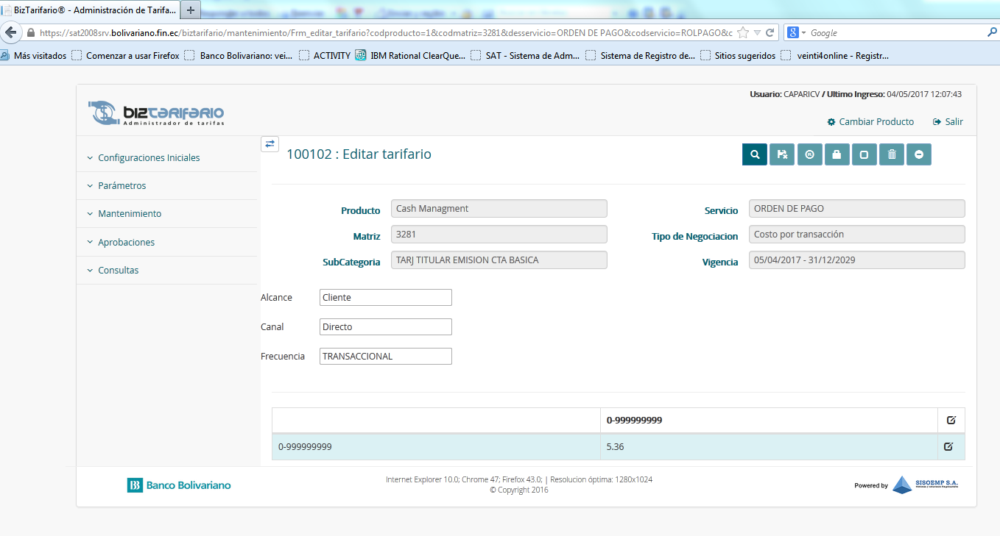 BizTarifario® - Administración de Tarifa...
https://sat2008srv.bolivariano.fin.ec/biztarifario/mantenimiento/Frm_editar_tarifario?codproducto=1&codmatriz=3281&desservicio=ORDEN DE PAGO&codservicio=ROLPAGO&c
Google
Más visitados Comenzar a usar Firefox Banco Bolivariano: vei... ACTIVITY IBM Rational ClearQue... SAT - Sistema de Adm... Sistema de Registro de... Sitios sugeridos veinti4online - Registr...
Usuario: CAPARICV / Ultimo Ingreso: 04/05/2017 12:07:43
biztarifario
Administrador de tarifas
Cambiar Producto Salir
Configuraciones Iniciales
Parámetros
Mantenimiento
Aprobaciones
Consultas
100102 : Editar tarifario
Producto Cash Managment Servicio ORDEN DE PAGO
Matriz 3281 Tipo de Negociacion Costo por transacción
SubCategoria TARJ TITULAR EMISION CTA BASICA Vigencia 05/04/2017 - 31/12/2029
Alcance Cliente
Canal Directo
Frecuencia TRANSACCIONAL
0-999999999
0-999999999 5.36
Banco Bolivariano
Internet Explorer 10.0; Chrome 47; Firefox 43.0; | Resolucion óptima: 1280x1024
© Copyright 2016
Powered by SISOEMP S.A.